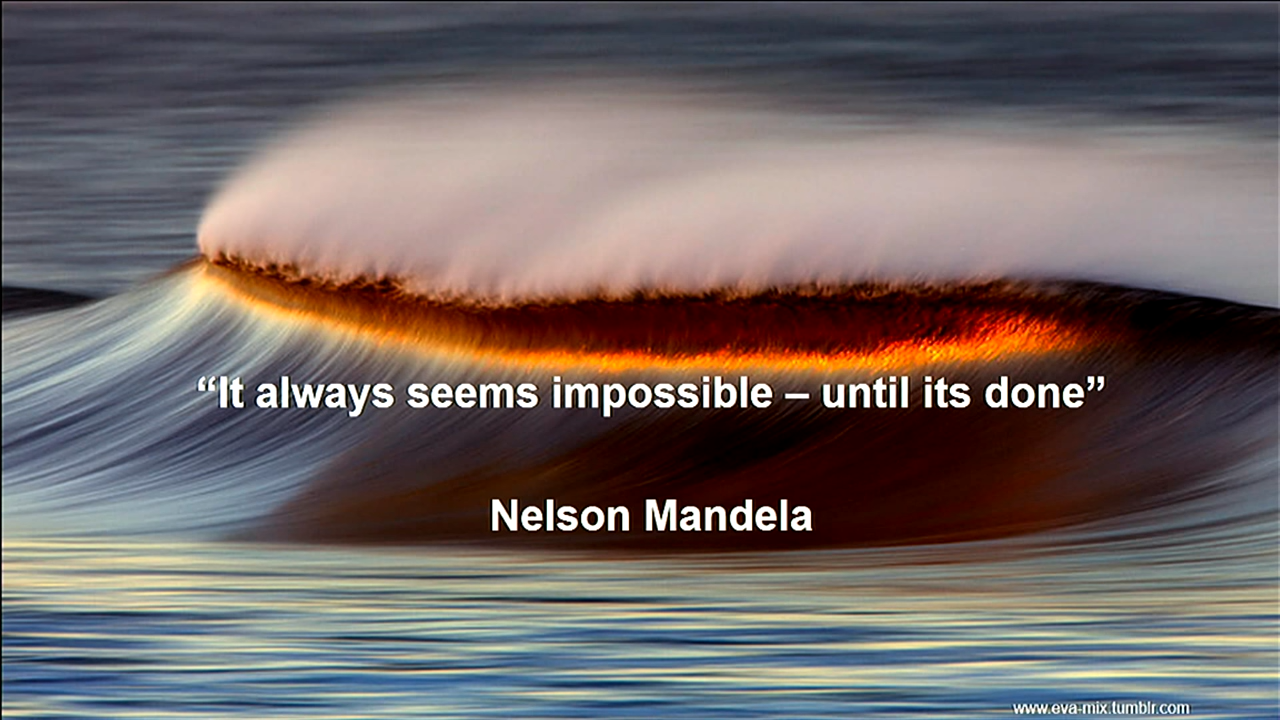 “It always seems impossible – until its done”
Nelson Mandela
www.eva-mix.tumblr.com